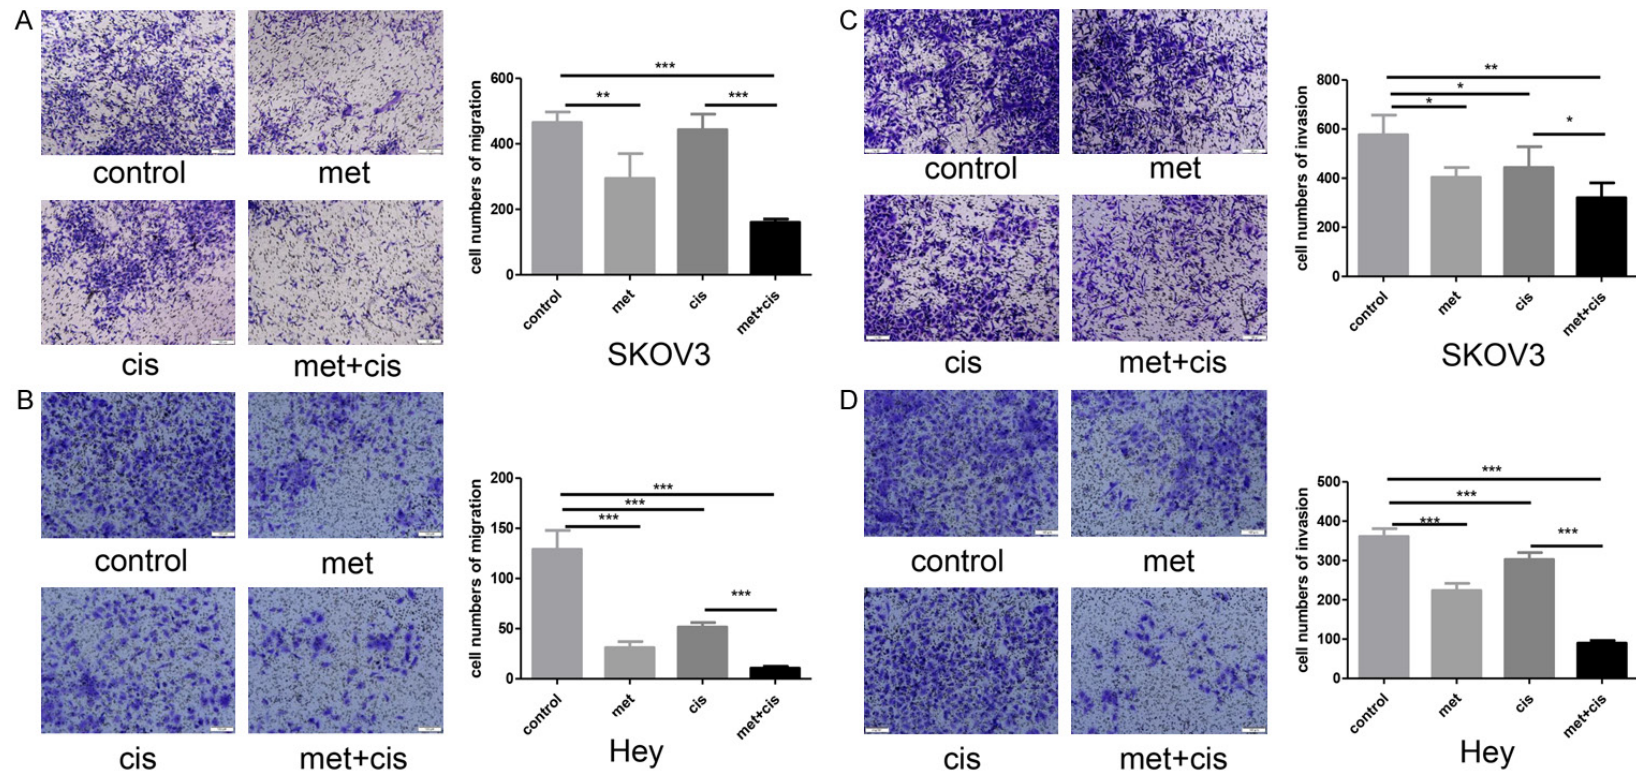 A
control
met
cis
met+cis
cell numbers of migration
600
400
200
0
***
**
***
control
met
cis
met+cis
SKOV3
B
control
met
cis
met+cis
cell numbers of migration
200
150
100
50
0
***
***
***
***
control
met
cis
met+cis
Hey
C
control
met
cis
met+cis
cell numbers of invasion
800
600
400
200
0
**
*
*
*
control
met
cis
met+cis
SKOV3
D
control
met
cis
met+cis
cell numbers of invasion
500
400
300
200
100
0
***
***
***
***
control
met
cis
met+cis
Hey